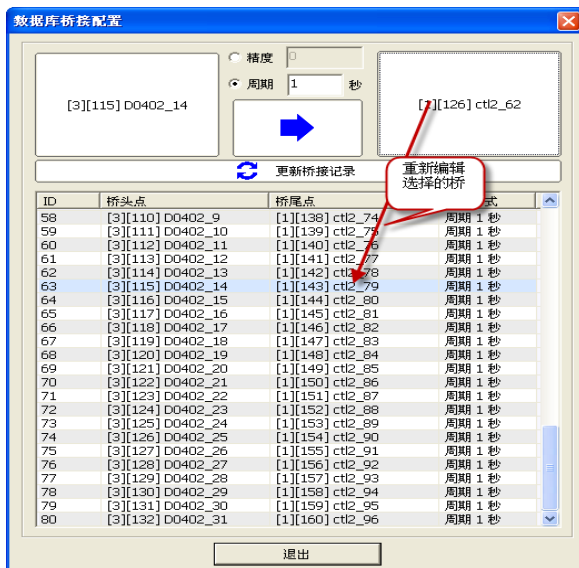 数据库桥接配置
精度 0
周期 1 秒
[3][115] D0402_14
[1][126] ctl2_62
更新桥接记录
重新编辑
选择的桥
ID 桥头点 桥尾点 式
58 [3][110] D0402_9 [1][138] ctl2_74 周期 1 秒
59 [3][111] D0402_10 [1][139] ctl2_75 周期 1 秒
60 [3][112] D0402_11 [1][140] ctl2_76 周期 1 秒
61 [3][113] D0402_12 [1][141] ctl2_77 周期 1 秒
62 [3][114] D0402_13 [1][142] ctl2_78 周期 1 秒
63 [3][115] D0402_14 [1][143] ctl2_79 周期 1 秒
64 [3][116] D0402_15 [1][144] ctl2_80 周期 1 秒
65 [3][117] D0402_16 [1][145] ctl2_81 周期 1 秒
66 [3][118] D0402_17 [1][146] ctl2_82 周期 1 秒
67 [3][119] D0402_18 [1][147] ctl2_83 周期 1 秒
68 [3][120] D0402_19 [1][148] ctl2_84 周期 1 秒
69 [3][121] D0402_20 [1][149] ctl2_85 周期 1 秒
70 [3][122] D0402_21 [1][150] ctl2_86 周期 1 秒
71 [3][123] D0402_22 [1][151] ctl2_87 周期 1 秒
72 [3][124] D0402_23 [1][152] ctl2_88 周期 1 秒
73 [3][125] D0402_24 [1][153] ctl2_89 周期 1 秒
74 [3][126] D0402_25 [1][154] ctl2_90 周期 1 秒
75 [3][127] D0402_26 [1][155] ctl2_91 周期 1 秒
76 [3][128] D0402_27 [1][156] ctl2_92 周期 1 秒
77 [3][129] D0402_28 [1][157] ctl2_93 周期 1 秒
78 [3][130] D0402_29 [1][158] ctl2_94 周期 1 秒
79 [3][131] D0402_30 [1][159] ctl2_95 周期 1 秒
80 [3][132] D0402_31 [1][160] ctl2_96 周期 1 秒
退出